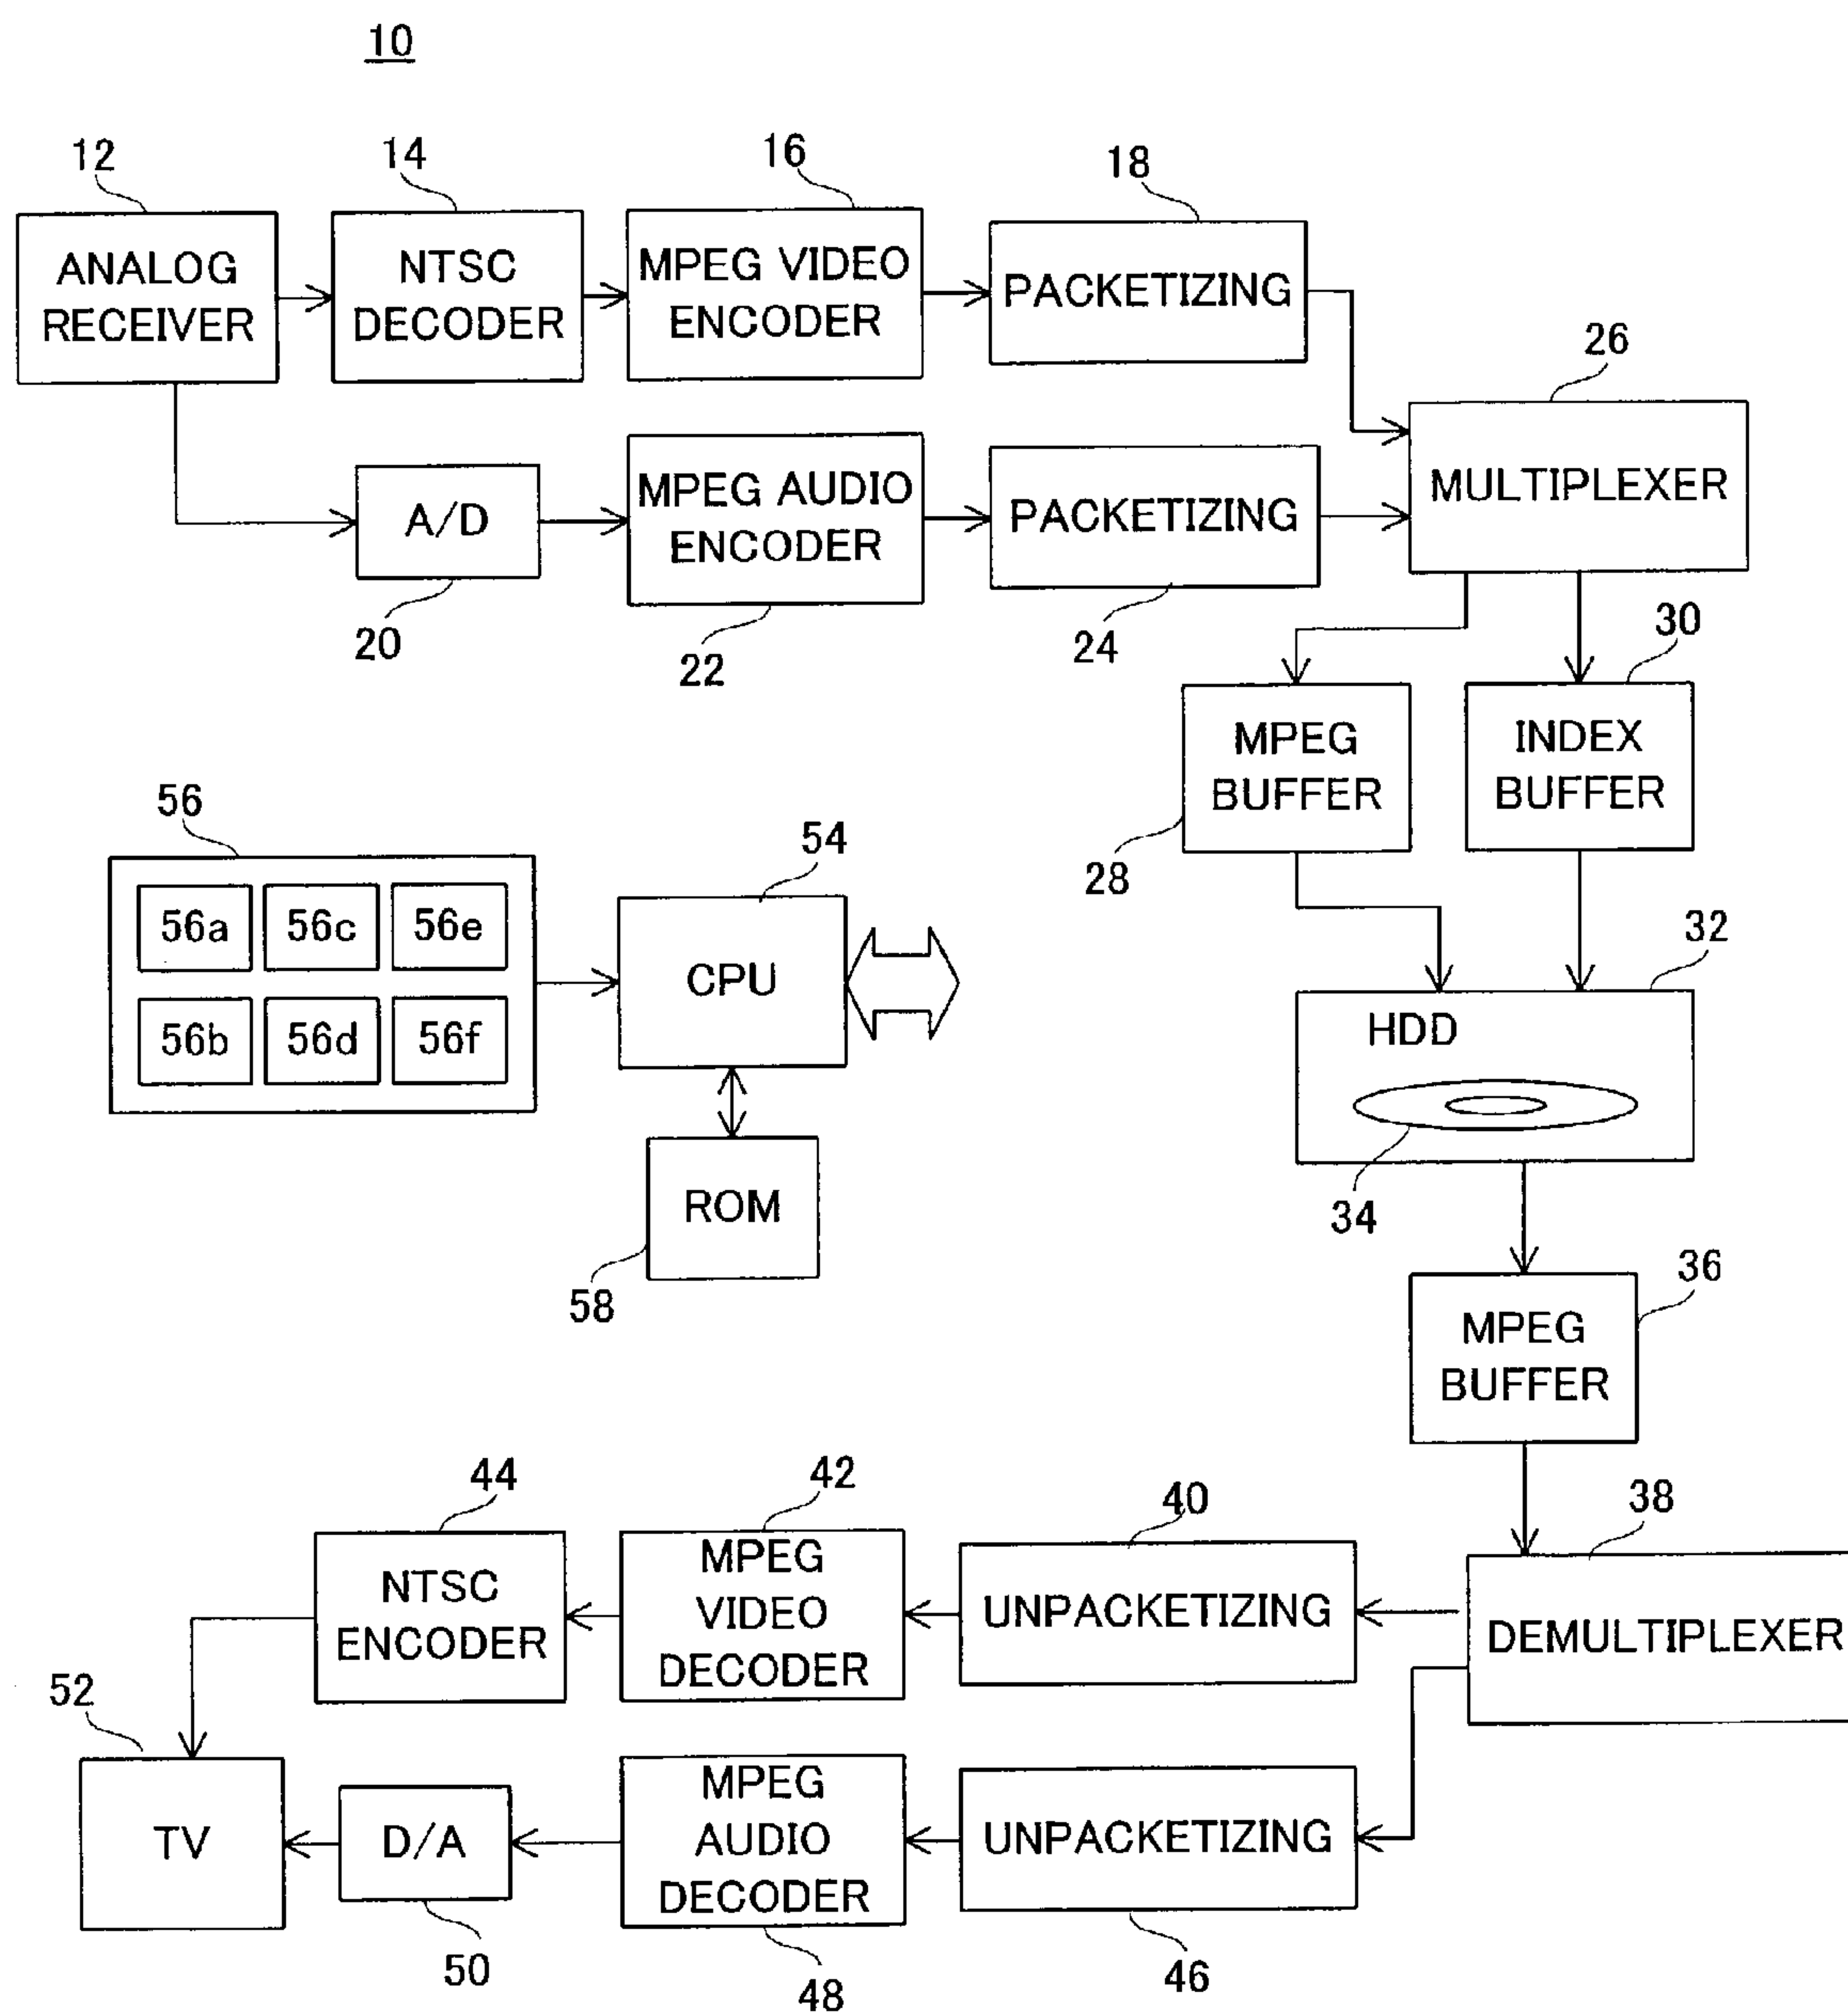 10
12
14
16
18
ANALOG
RECEIVER
NTSC
DECODER
MPEG VIDEO
ENCODER
PACKETIZING
26
MULTIPLEXER
A/D
MPEG AUDIO
ENCODER
PACKETIZING
20
22
24
30
MPEG
BUFFER
INDEX
BUFFER
28
56
54
56a
56c
56e
56b
56d
56f
CPU
32
HDD
34
ROM
58
36
MPEG
BUFFER
44
42
40
38
NTSC
ENCODER
MPEG
VIDEO
DECODER
UNPACKETIZING
DEMULTIPLEXER
52
TV
D/A
MPEG
AUDIO
DECODER
UNPACKETIZING
50
48
46